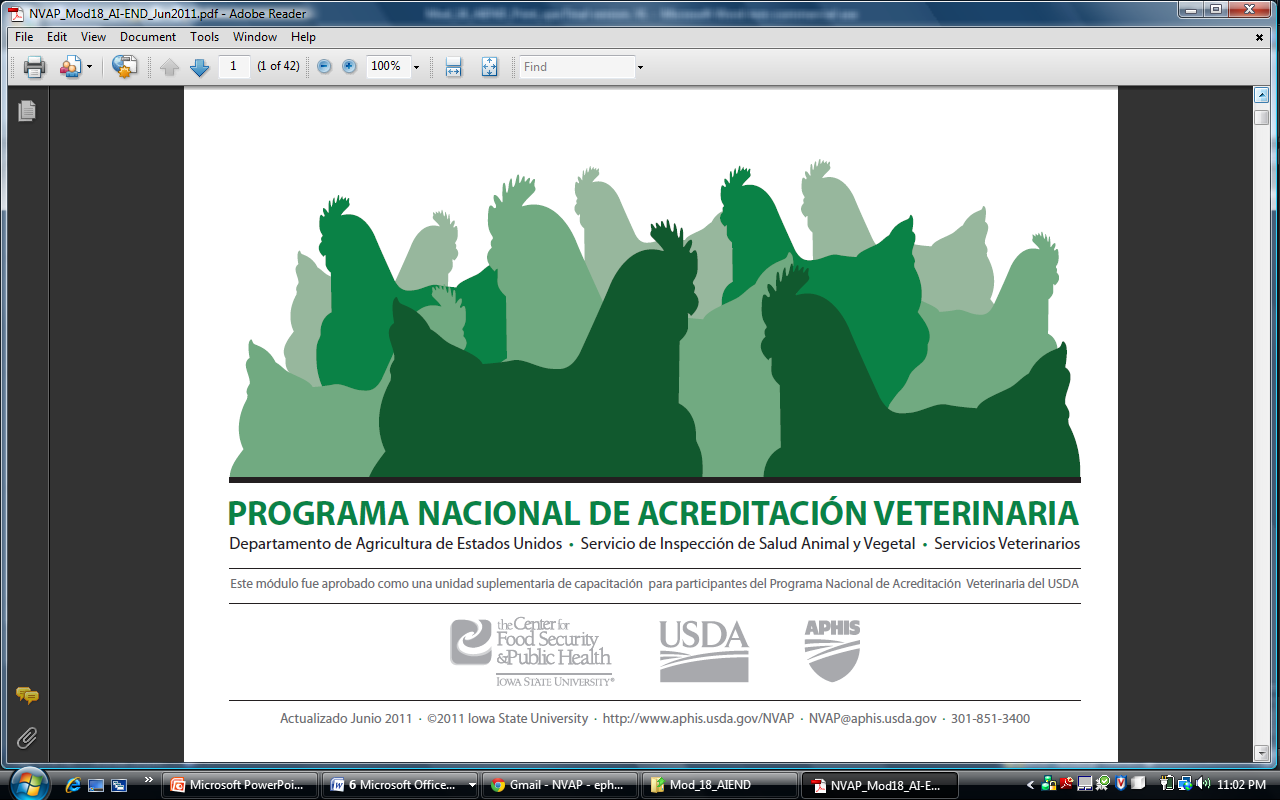 NVAP_Mod18_AI-END_Jun2011.pdf - Adobe Reader
File Edit View Document Tools Window Help
1 (1 of 42) 100% Find
PROGRAMA NACIONAL DE ACREDITACIÓN VETERINARIA
Departamento de Agricultura de Estados Unidos • Servicio de Inspección de Salud Animal y Vegetal • Servicios Veterinarios
Este módulo fue aprobado como una unidad suplementaria de capacitación para participantes del Programa Nacional de Acreditación Veterinaria del USDA
the Center for
Food Security
&Public Health
IOWA STATE UNIVERSITY®
USDA
APHIS
Actualizado Junio 2011 · ©2011 Iowa State University · http://www.aphis.usda.gov/NVAP · NVAP@aphis.usda.gov · 301-851-3400
Microsoft PowerPoi... 6 Microsoft Office... Gmail - NVAP - eph... Mod_18_AIEND NVAP_Mod18_AI-E... 11:02 PM